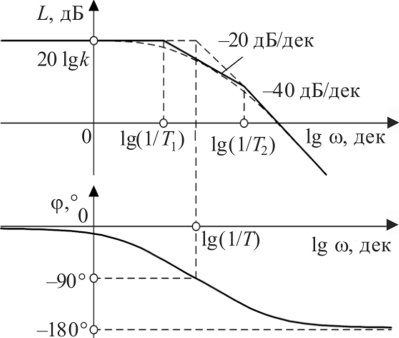 L, дБ
–20 дБ/дек
20 lg k
–40 дБ/дек
0
lg(1/T₁)
lg(1/T₂)
lg ω, дек
φ,°
0
lg(1/T)
lg ω, дек
–90°
–180°